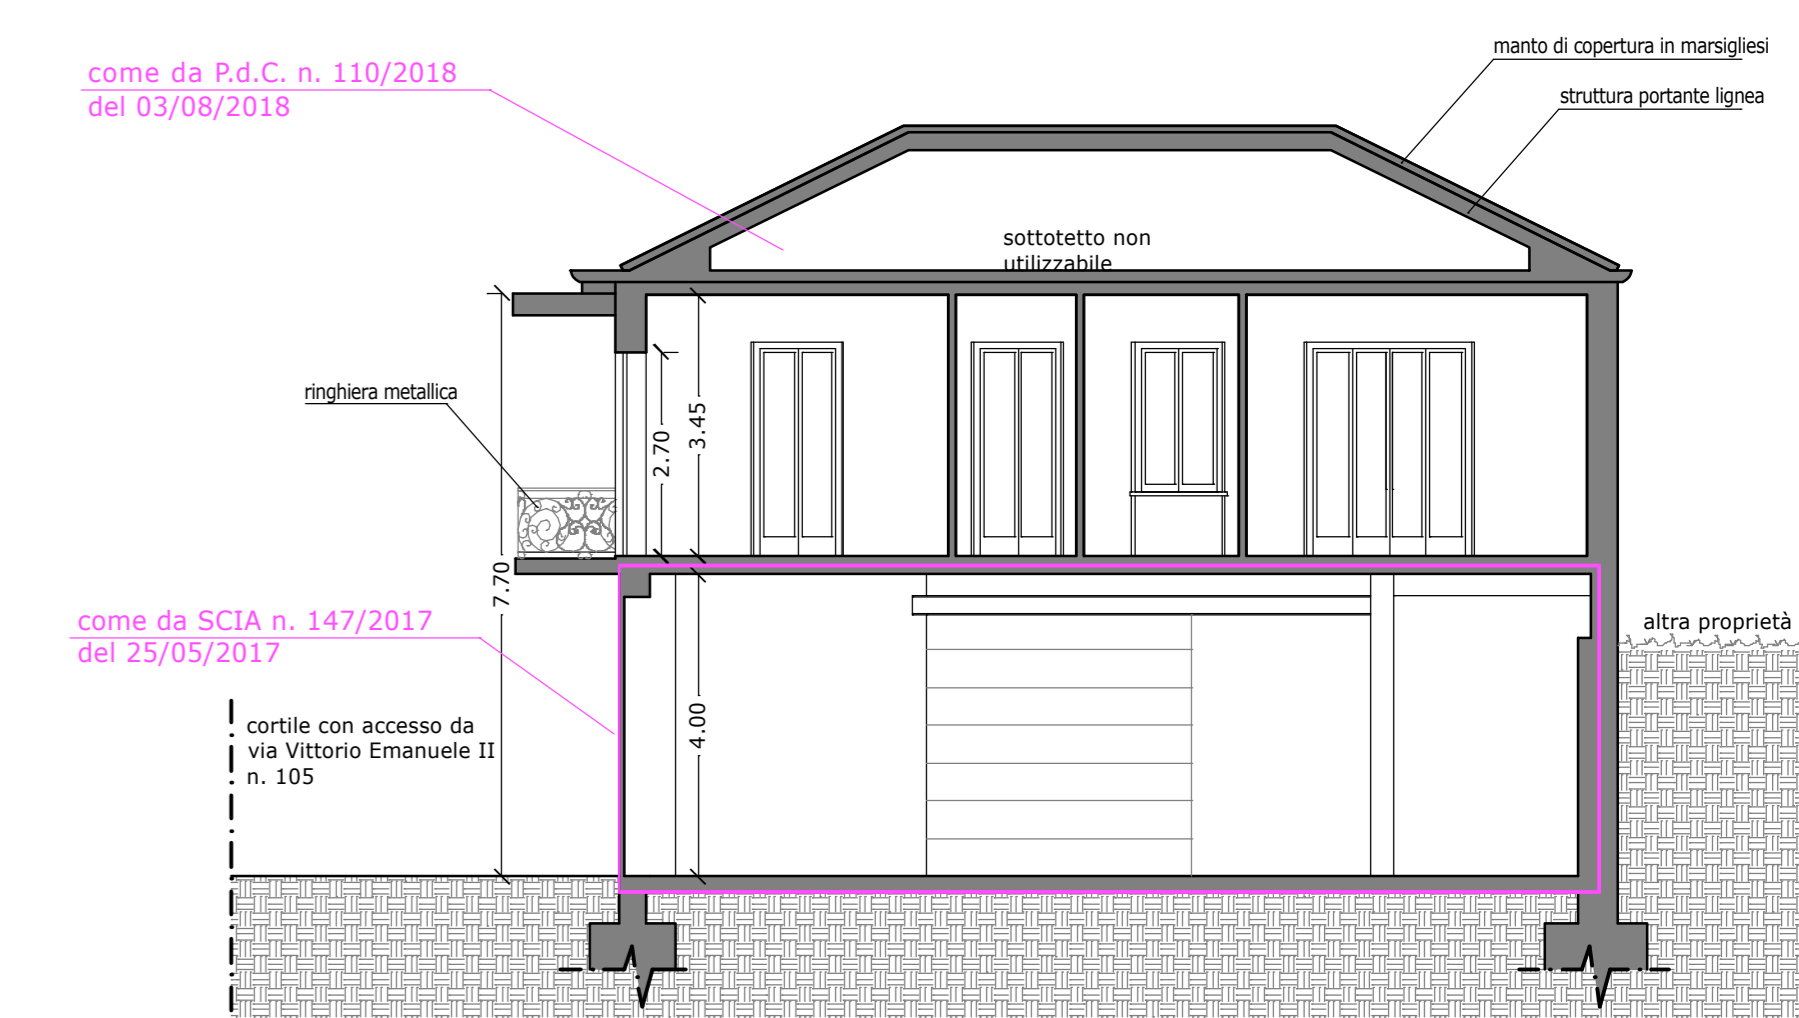 manto di copertura in marsigliesi
come da P.d.C. n. 110/2018
del 03/08/2018
struttura portante lignea
sottotetto non
utilizzabile
ringhiera metallica
2.70
3.45
7.70
come da SCIA n. 147/2017
del 25/05/2017
altra proprietà
4.00
cortile con accesso da
via Vittorio Emanuele II
n. 105